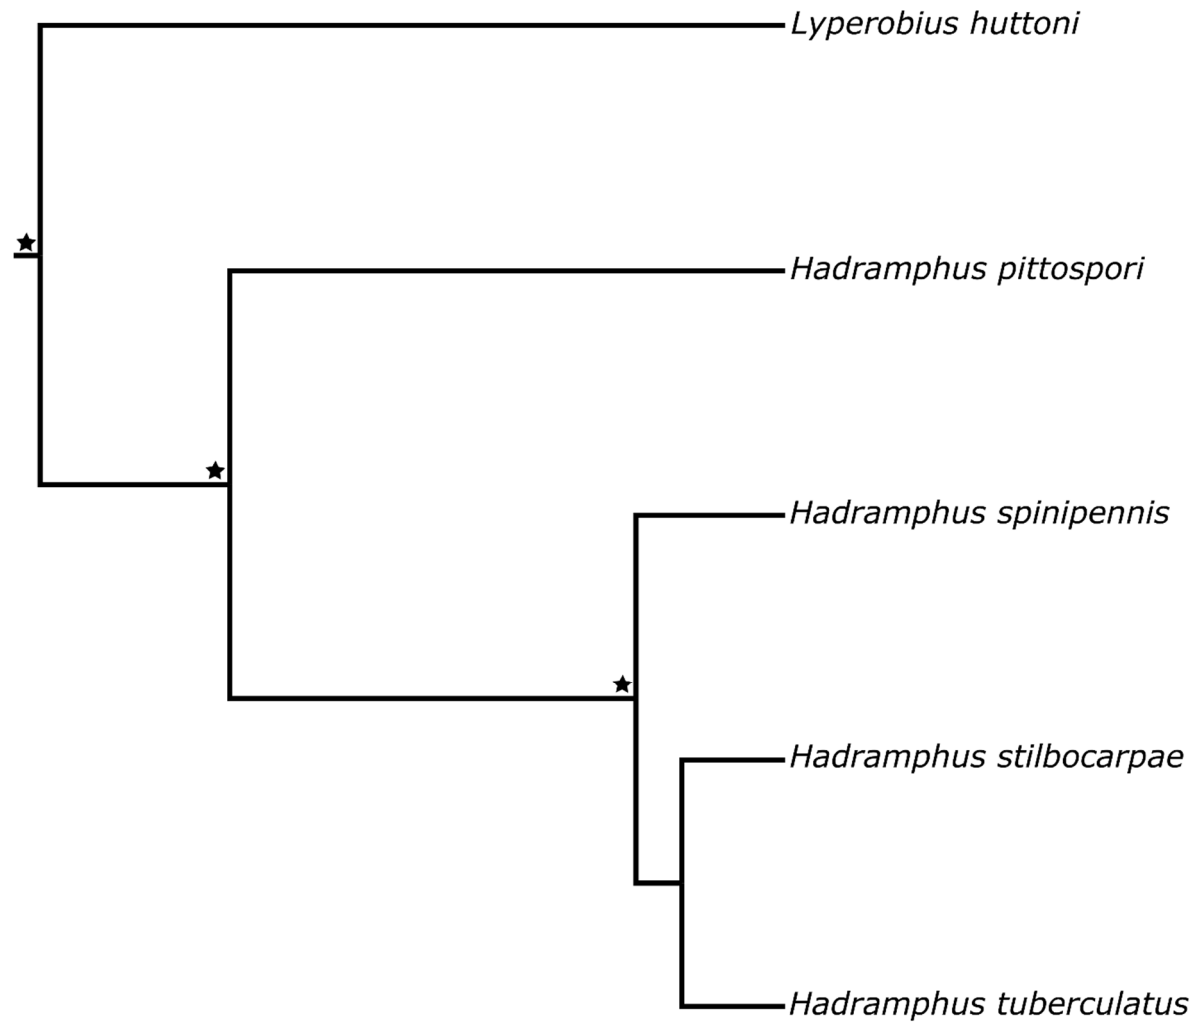 Lyperobius huttoni
Hadramphus pittospori
Hadramphus spinipennis
Hadramphus stilbocarpae
Hadramphus tuberculatus